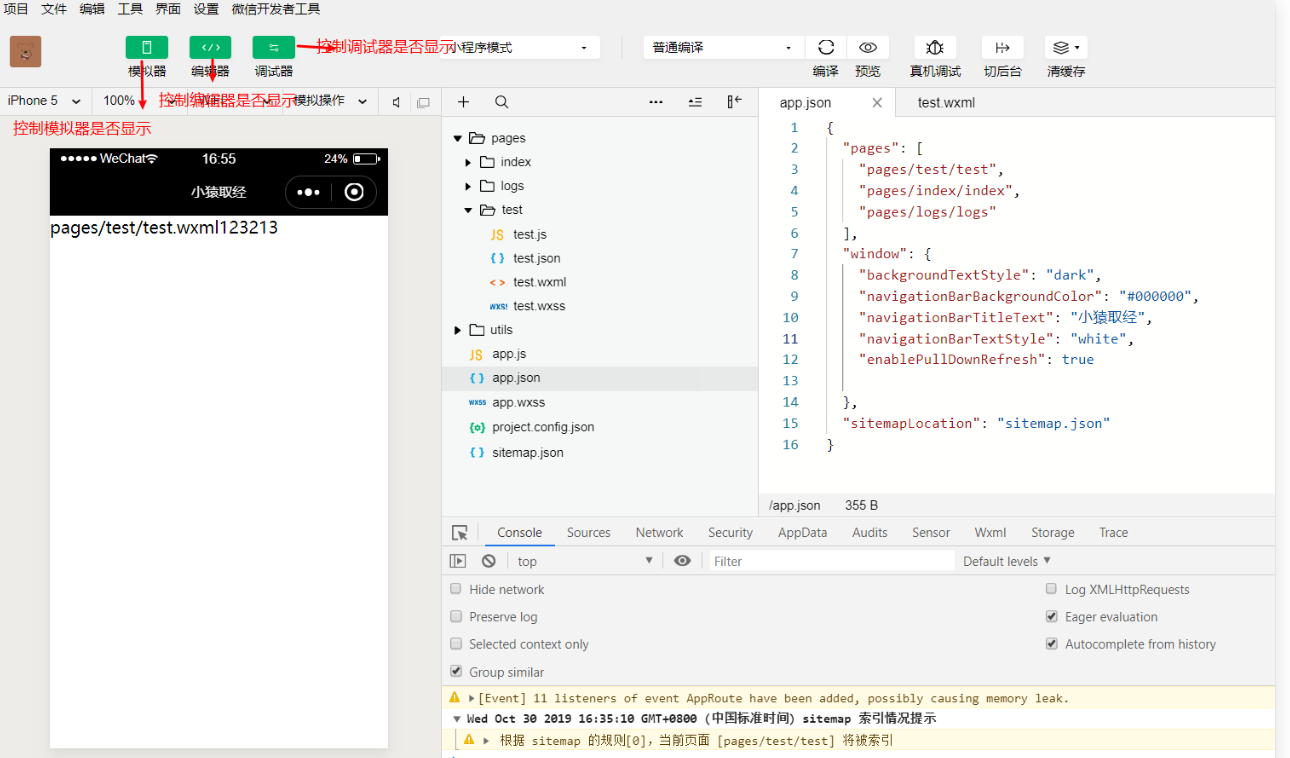 项目 文件 编辑 工具 界面 设置 微信开发者工具
控制调试器是否显示
小程序模式
普通编译
模拟器 编辑器 调试器
编译 预览 真机调试 切后台 清缓存
iPhone 5
100%
控制编辑器是否显示
模拟操作
控制模拟器是否显示
WeChat 16:55 24%
小猿取经
pages/test/test.wxml123213
pages
index
logs
test
JS test.js
{ } test.json
< > test.wxml
test.wxss
utils
JS app.js
{ } app.json
wxss app.wxss
project.config.json
{ } sitemap.json
app.json
test.wxml
1 {
2 "pages": [
3 "pages/test/test",
4 "pages/index/index",
5 "pages/logs/logs"
6 ],
7 "window": {
8 "backgroundTextStyle": "dark",
9 "navigationBarBackgroundColor": "#000000",
10 "navigationBarTitleText": "小猿取经",
11 "navigationBarTextStyle": "white",
12 "enablePullDownRefresh": true
13
14 },
15 "sitemapLocation": "sitemap.json"
16 }
/app.json 355 B
Console Sources Network Security AppData Audits Sensor Wxml Storage Trace
top
Filter
Default levels
Hide network
Log XMLHttpRequests
Preserve log
Eager evaluation
Selected context only
Autocomplete from history
Group similar
[Event] 11 listeners of event AppRoute have been added, possibly causing memory leak.
Wed Oct 30 2019 16:35:10 GMT+0800 (中国标准时间) sitemap 索引情况提示
根据 sitemap 的规则[0]，当前页面 [pages/test/test] 将被索引